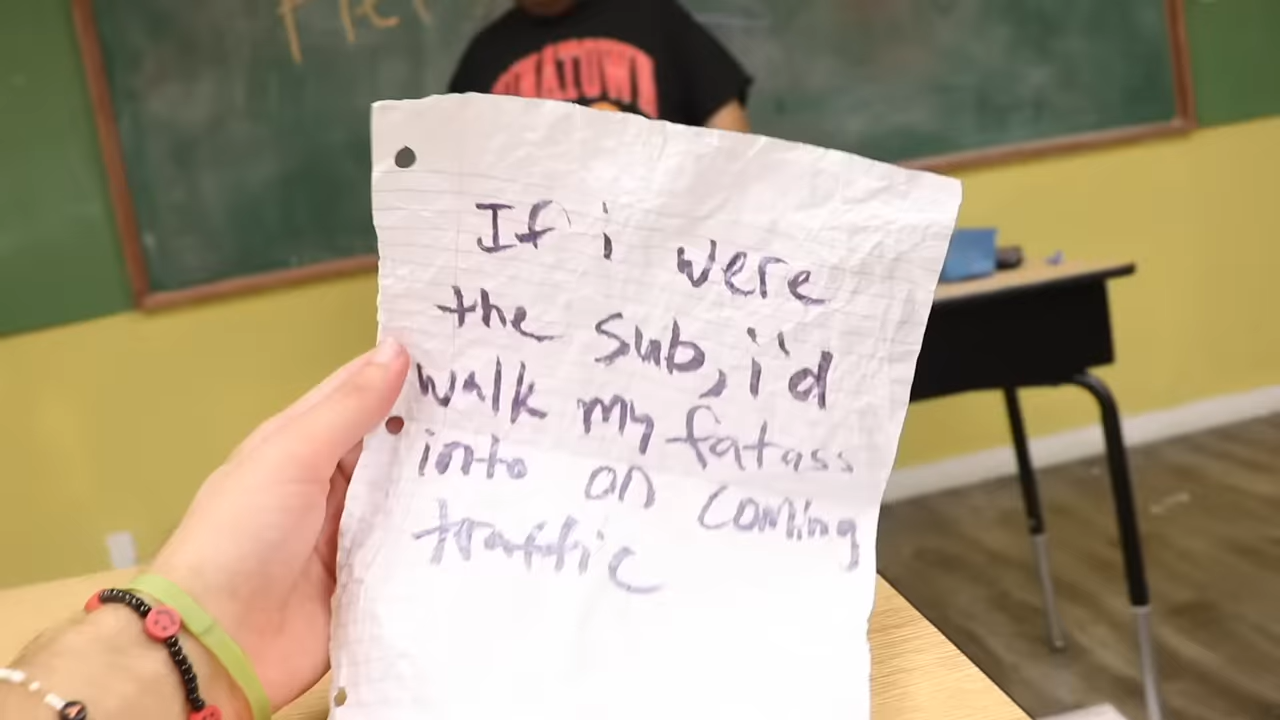 If i were
the sub, i'd
walk my fatass
into on coming
traffic